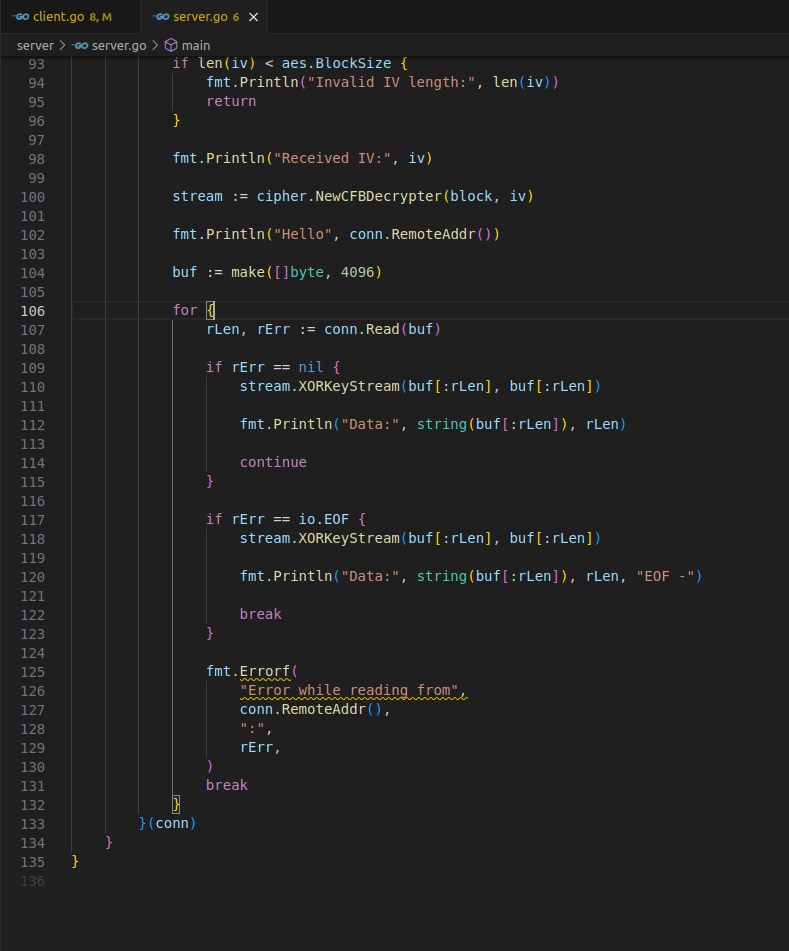 client.go 8, M server.go 6
server > server.go > main
93 if len(iv) < aes.BlockSize {
94 fmt.Println("Invalid IV length:", len(iv))
95 return
96 }
97
98 fmt.Println("Received IV:", iv)
99
100 stream := cipher.NewCFBDecrypter(block, iv)
101
102 fmt.Println("Hello", conn.RemoteAddr())
103
104 buf := make([]byte, 4096)
105
106 for {
107 rLen, rErr := conn.Read(buf)
108
109 if rErr == nil {
110 stream.XORKeyStream(buf[:rLen], buf[:rLen])
111
112 fmt.Println("Data:", string(buf[:rLen]), rLen)
113
114 continue
115 }
116
117 if rErr == io.EOF {
118 stream.XORKeyStream(buf[:rLen], buf[:rLen])
119
120 fmt.Println("Data:", string(buf[:rLen]), rLen, "EOF -")
121
122 break
123 }
124
125 fmt.Errorf(
126 "Error while reading from",
127 conn.RemoteAddr(),
128 ":",
129 rErr,
130 )
131 break
132 }
133 }(conn)
134 }
135 }
136